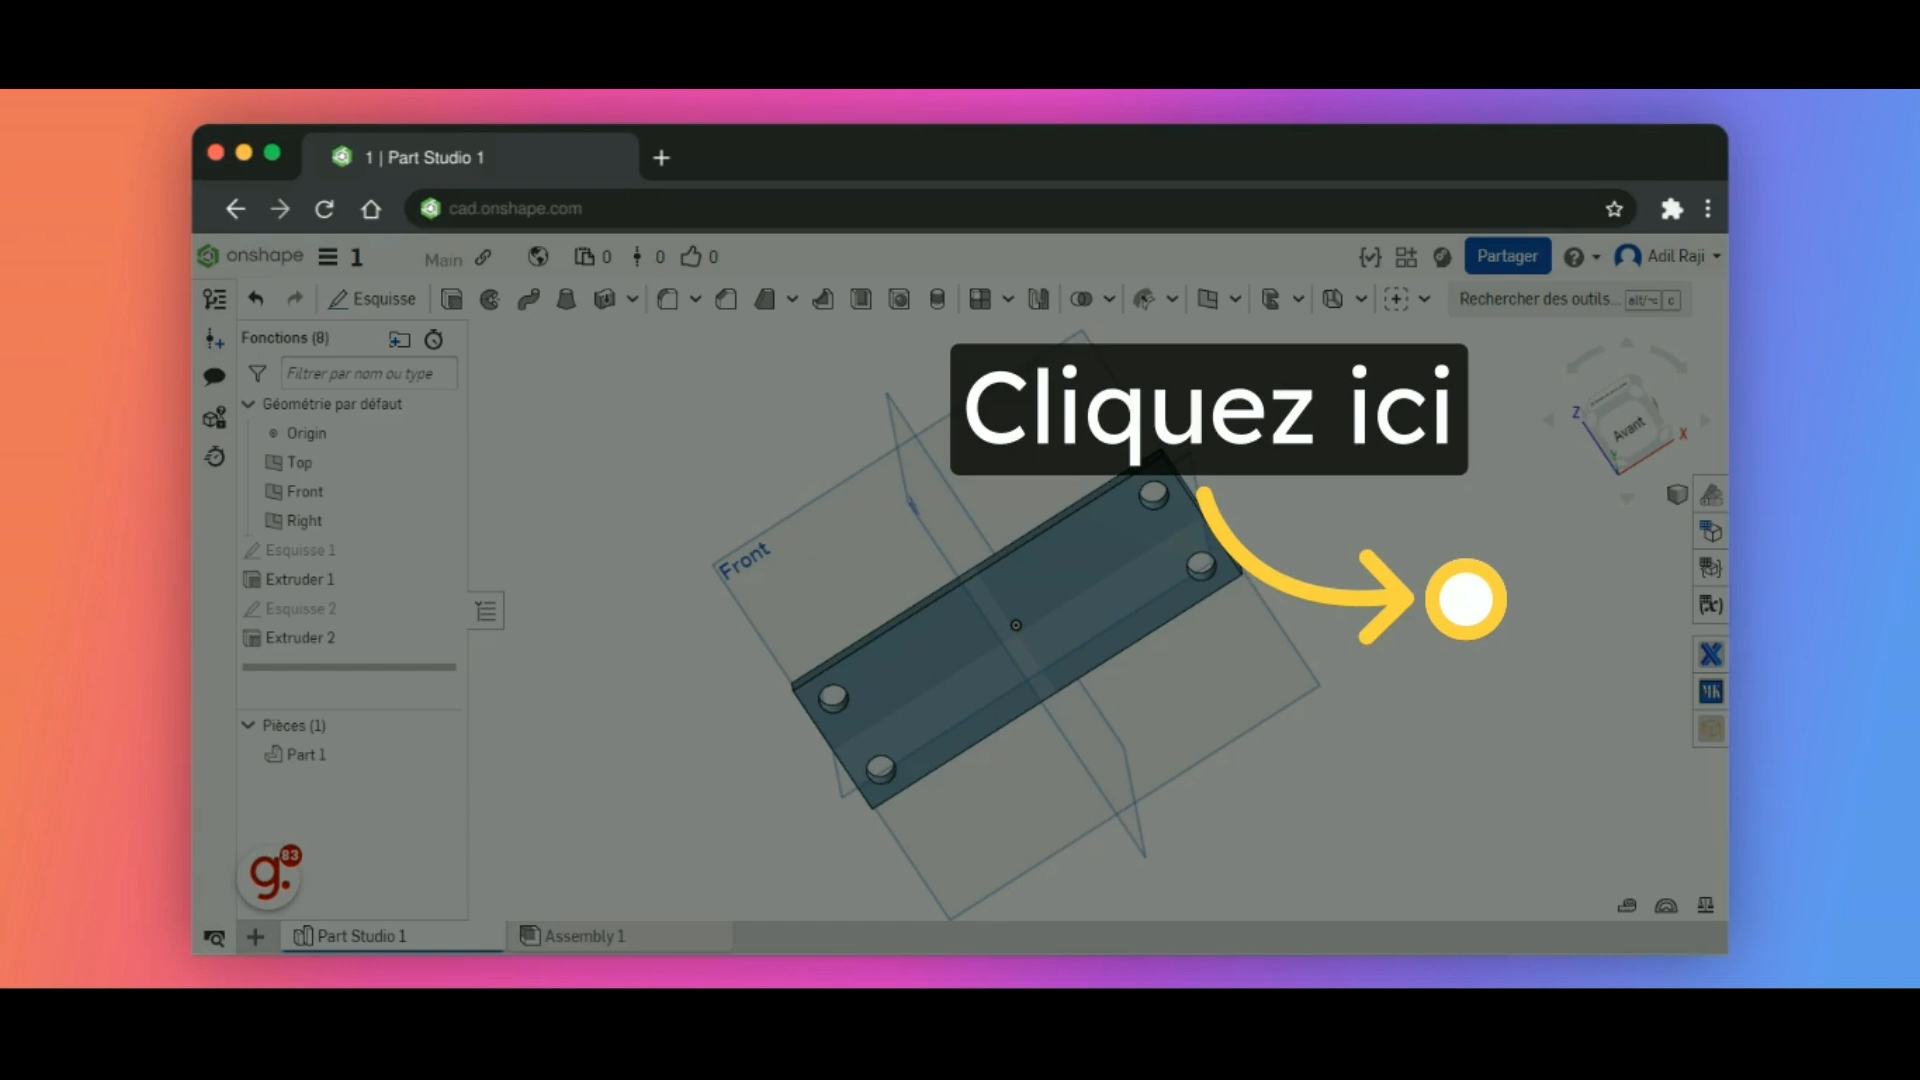 1 | Part Studio 1
cad.onshape.com
onshape 1 Main 0 0 0 Partager Adil Raji
Esquisse Rechercher des outils... alt/⌥ c
Fonctions (8)
Filtrer par nom ou type
Géométrie par défaut
Origin
Top
Front
Right
Esquisse 1
Extruder 1
Esquisse 2
Extruder 2
Pièces (1)
Part 1
Cliquez ici
Front
Z
Avant
X
Y
(x)
MK
g. 83
Part Studio 1 Assembly 1